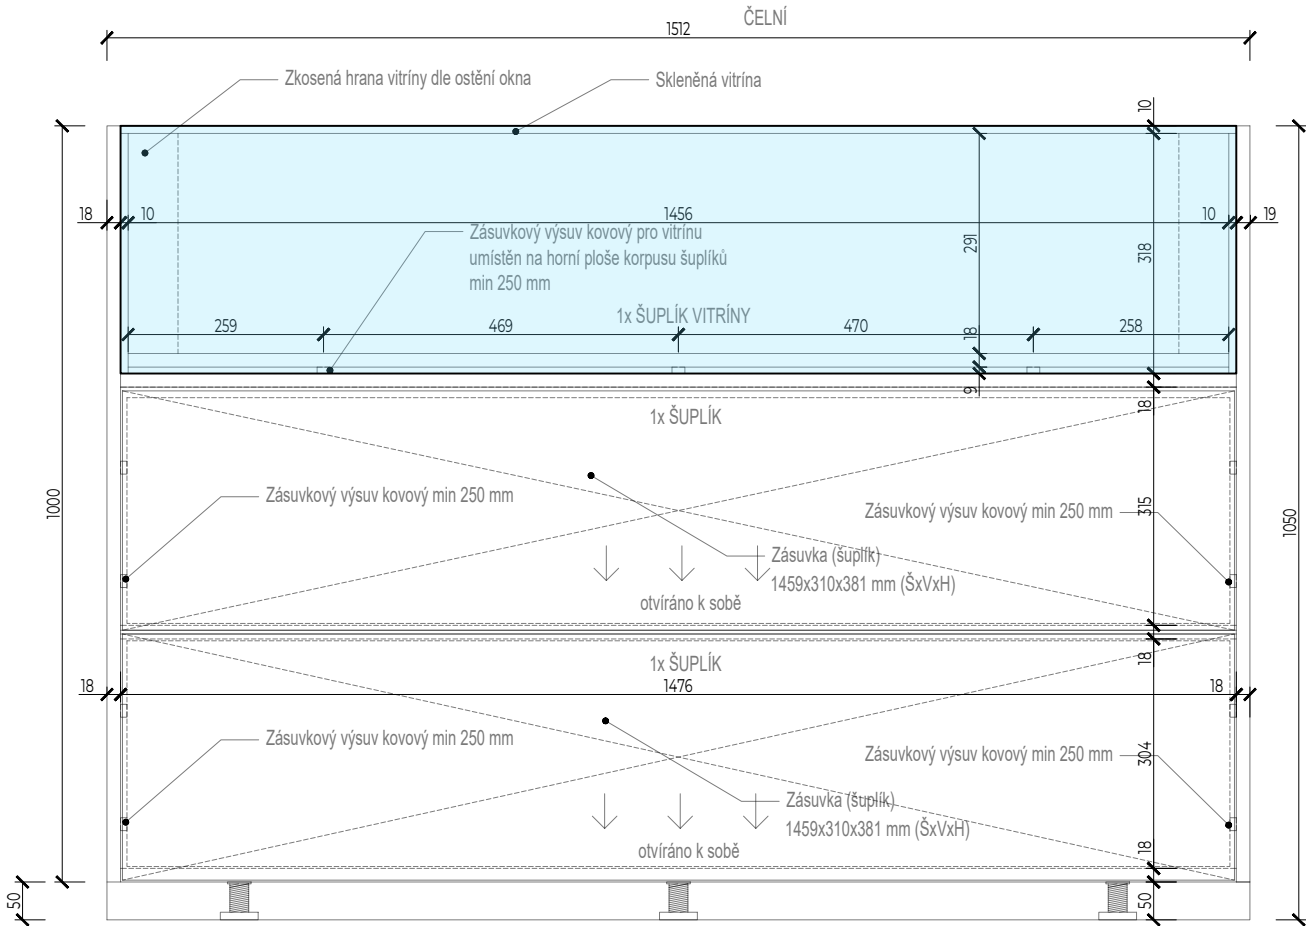 ČELNÍ
1512
Zkosená hrana vitríny dle ostění okna
Skleněná vitrína
10
18
10
1456
10
19
Zásuvkový výsuv kovový pro vitrínu
umístěn na horní ploše korpusu šuplíků
min 250 mm
291
318
1x ŠUPLÍK VITRÍNY
259
469
470
258
18
9
18
1x ŠUPLÍK
1000
1050
Zásuvkový výsuv kovový min 250 mm
Zásuvkový výsuv kovový min 250 mm
315
Zásuvka (šuplík)
1459x310x381 mm (ŠxVxH)
otvíráno k sobě
18
1x ŠUPLÍK
18
1476
18
Zásuvkový výsuv kovový min 250 mm
Zásuvkový výsuv kovový min 250 mm
304
Zásuvka (šuplík)
1459x310x381 mm (ŠxVxH)
otvíráno k sobě
18
50
50